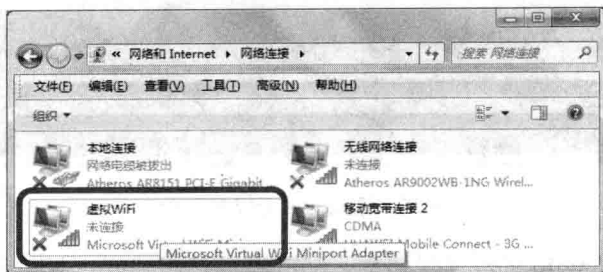 « 网络和 Internet ▸ 网络连接 ▸
搜索 网络连接
文件(F) 编辑(E) 查看(V) 工具(T) 高级(N) 帮助(H)
组织 ▾
本地连接
网络电缆被拔出
Atheros AR8151 PCI-E Gigabit
无线网络连接
未连接
Atheros AR9002WB-1NG Wirel...
虚拟WiFi
未连接
Microsoft
移动宽带连接 2
CDMA
Mobile Connect - 3G ...
Microsoft Virtual WiFi Miniport Adapter